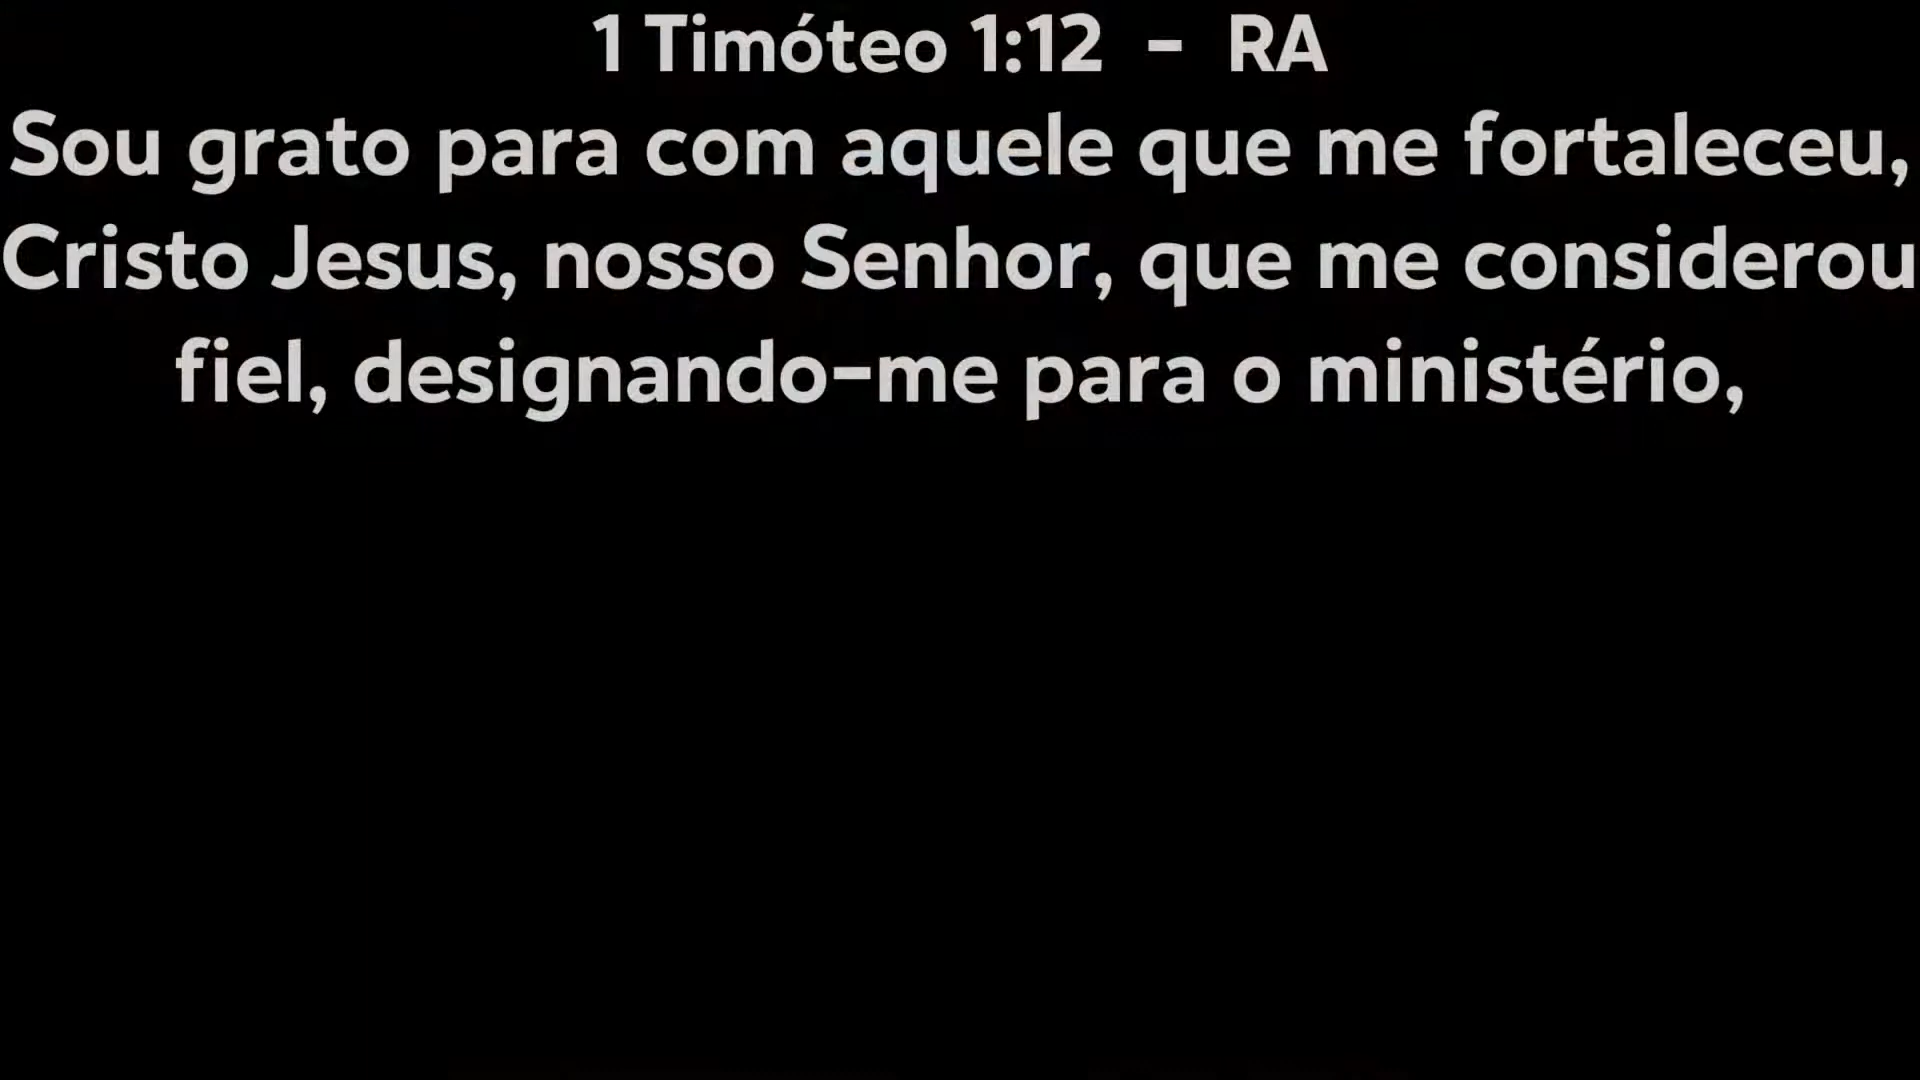 1 Timóteo 1:12 - RA
Sou grato para com aquele que me fortaleceu,
Cristo Jesus, nosso Senhor, que me considerou
fiel, designando-me para o ministério,